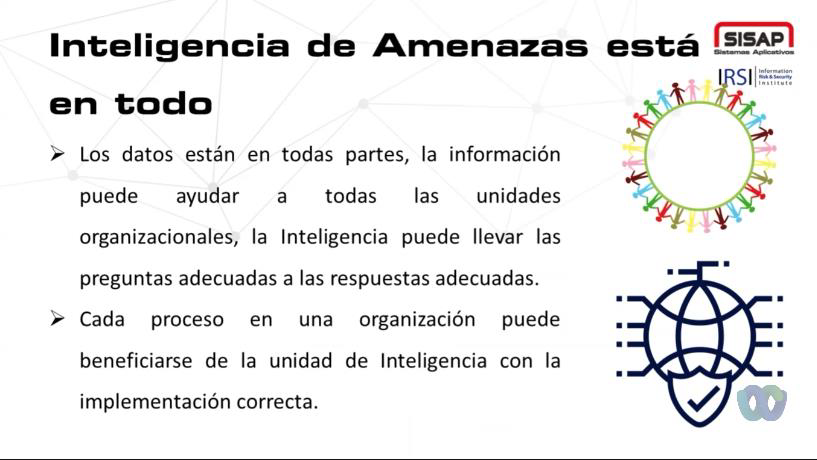 Inteligencia de Amenazas está
en todo
SISAP
Sistemas Aplicativos
IRSI Information
Risk & Security
Institute
Los datos están en todas partes, la información
puede ayudar a todas las unidades
organizacionales, la Inteligencia puede llevar las
preguntas adecuadas a las respuestas adecuadas.
Cada proceso en una organización puede
beneficiarse de la unidad de Inteligencia con la
implementación correcta.